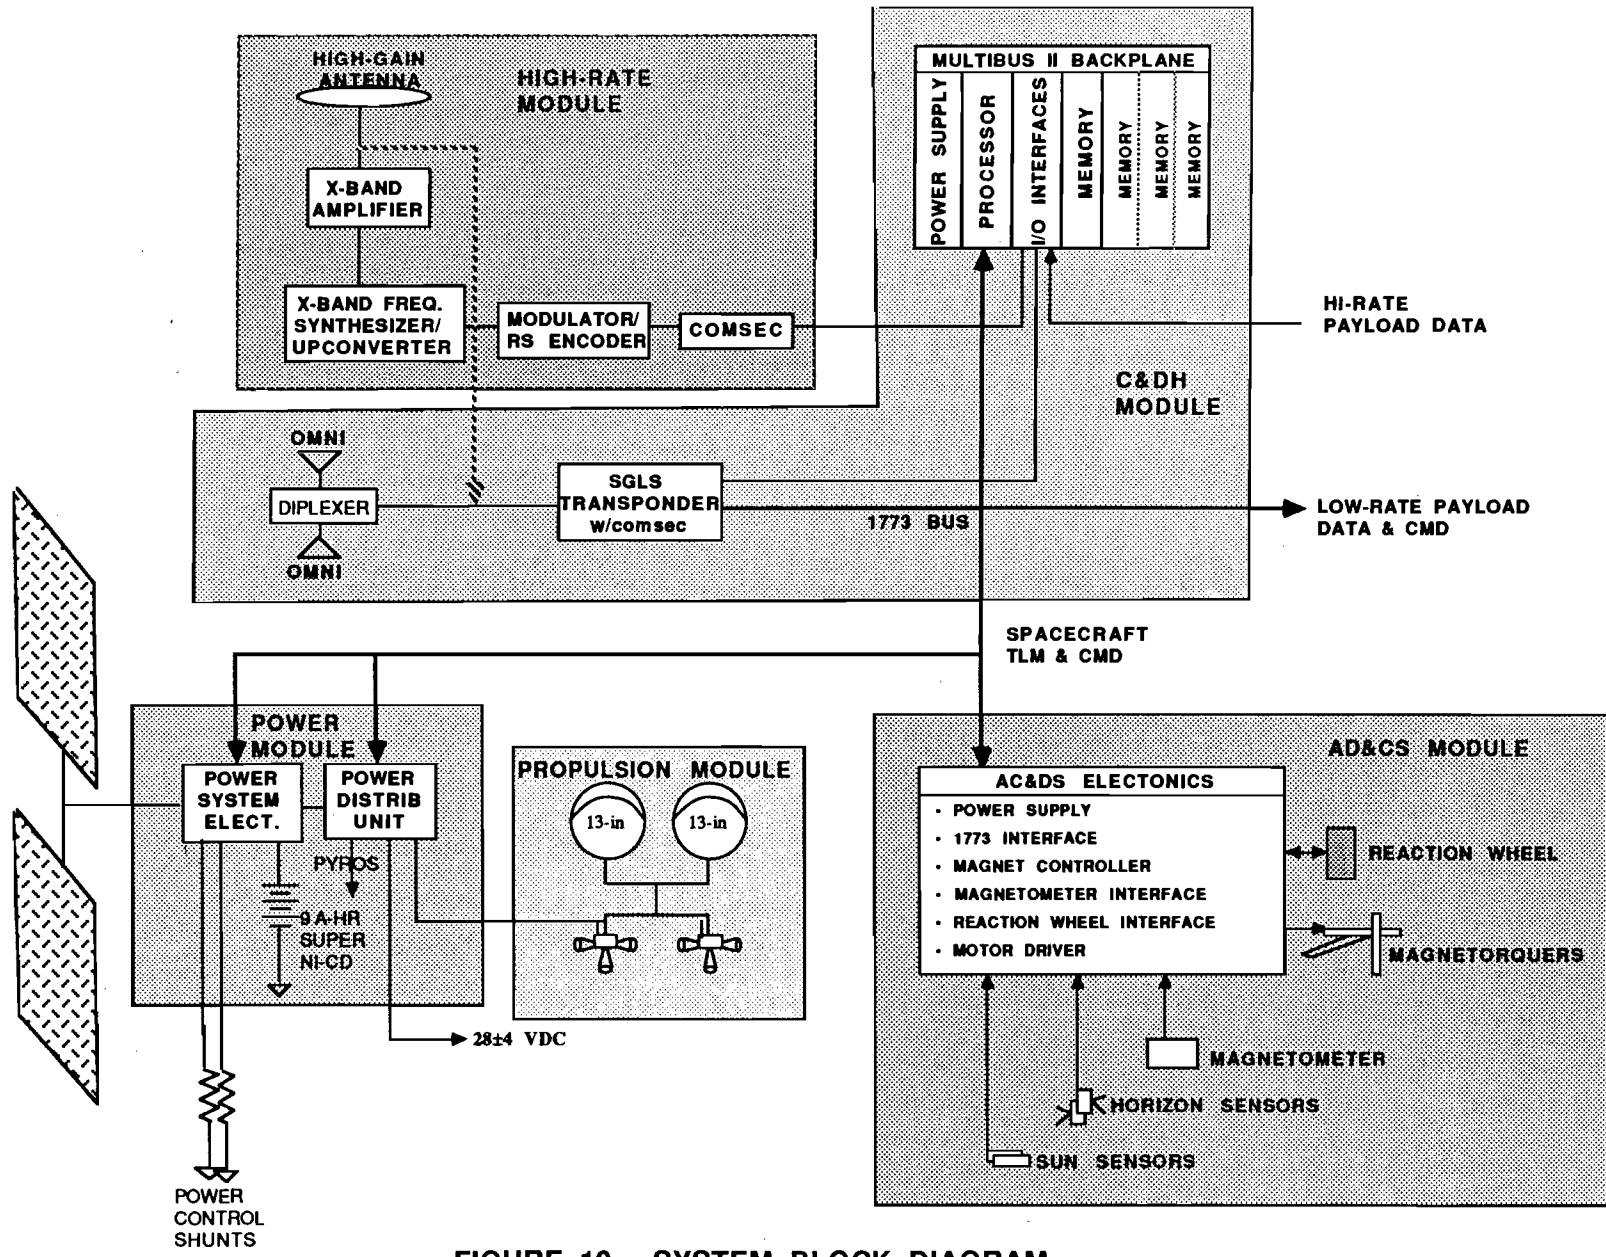 HIGH-GAIN
ANTENNA
HIGH-RATE
MODULE
X-BAND
AMPLIFIER
X-BAND FREQ.
SYNTHESIZER/
UPCONVERTER
MODULATOR/
RS ENCODER
COMSEC
MULTIBUS II BACKPLANE
POWER SUPPLY
PROCESSOR
I/O INTERFACES
MEMORY
MEMORY
MEMORY
MEMORY
HI-RATE
PAYLOAD DATA
C&DH
MODULE
OMNI
DIPLEXER
OMNI
SGLS
TRANSPONDER
w/comsec
1773 BUS
LOW-RATE PAYLOAD
DATA & CMD
SPACECRAFT
TLM & CMD
POWER
MODULE
POWER
SYSTEM
ELECT.
POWER
DISTRIB
UNIT
PYROS
9 A-HR
SUPER
NI-CD
28±4 VDC
POWER
CONTROL
SHUNTS
PROPULSION MODULE
13-in
13-in
AD&CS MODULE
AC&DS ELECTONICS
• POWER SUPPLY
• 1773 INTERFACE
• MAGNET CONTROLLER
• MAGNETOMETER INTERFACE
• REACTION WHEEL INTERFACE
• MOTOR DRIVER
REACTION WHEEL
MAGNETORQUERS
MAGNETOMETER
HORIZON SENSORS
SUN SENSORS
FIGURE 10. SYSTEM BLOCK DIAGRAM